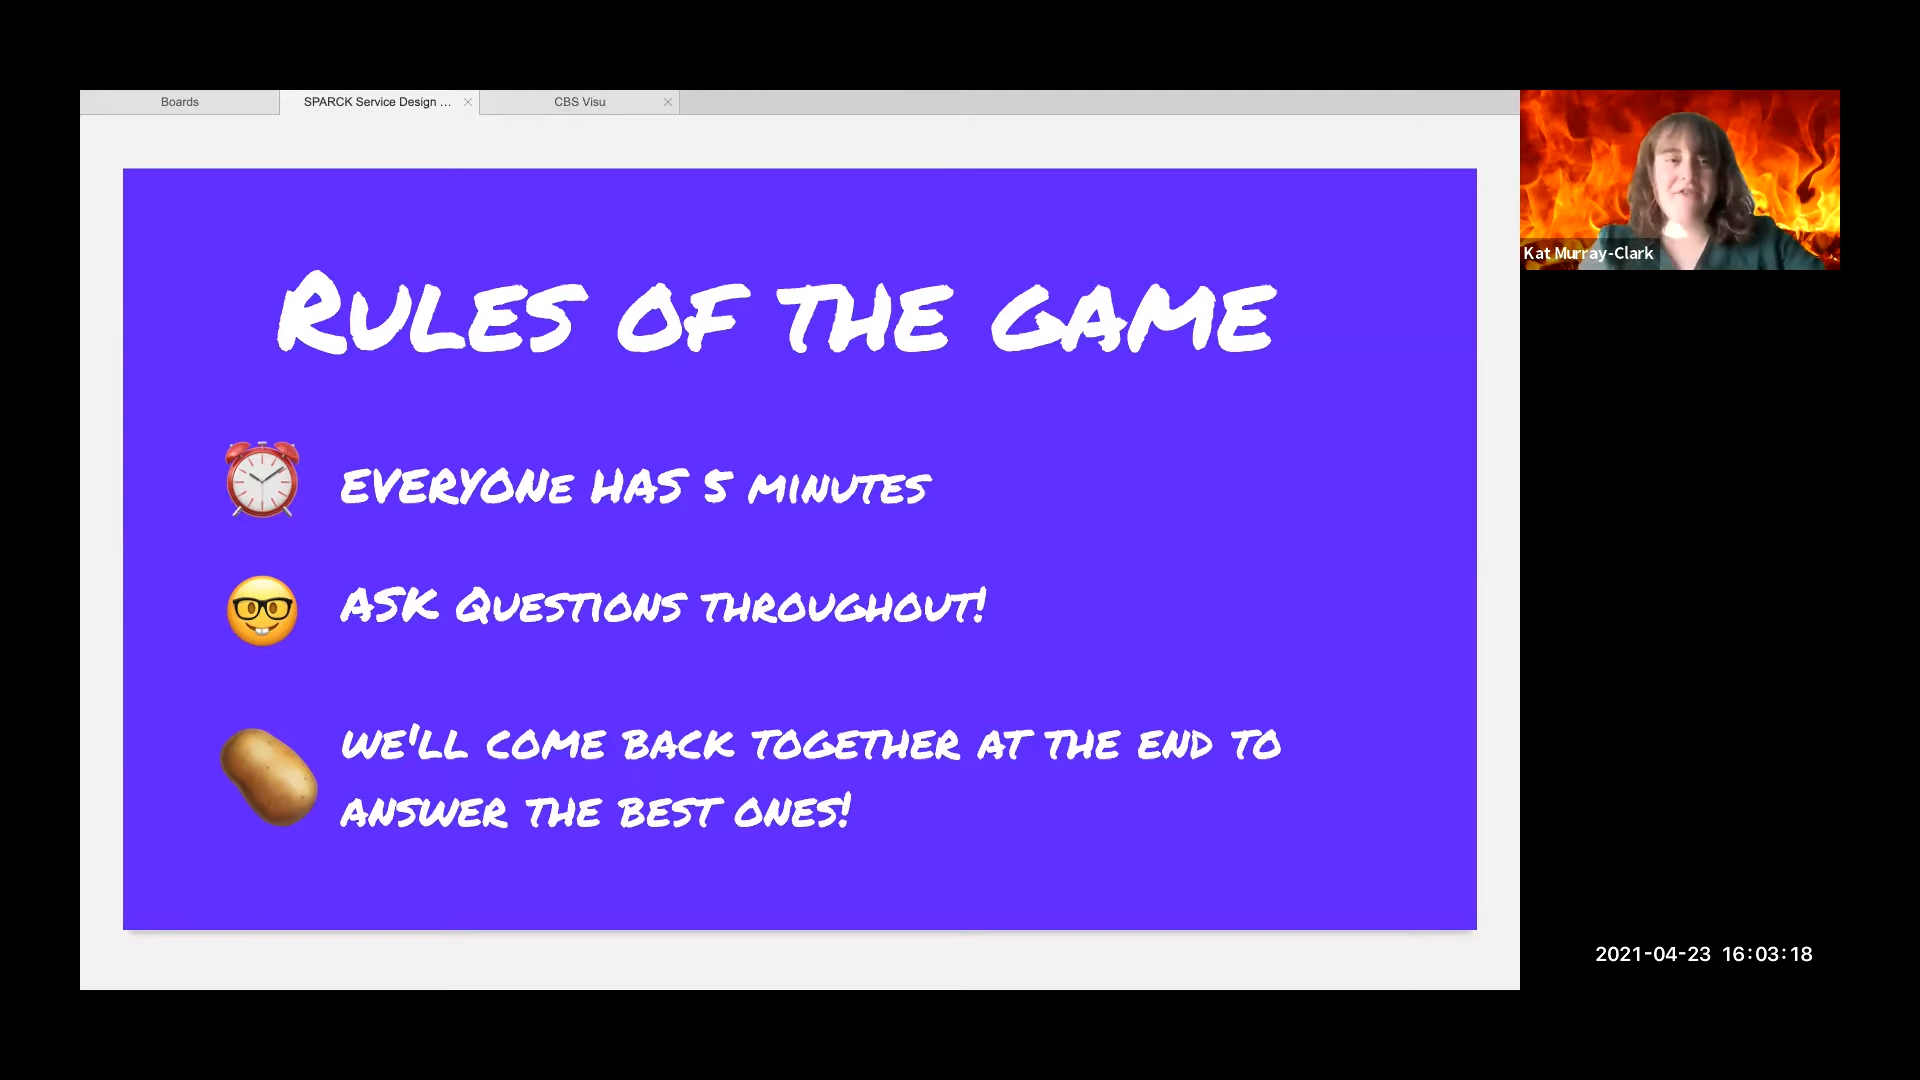 Boards
SPARCK Service Design ...
CBS Visu
RULES OF THE GAME
EVERYONE HAS 5 MINUTES
ASK QUESTIONS THROUGHOUT!
WE'LL COME BACK TOGETHER AT THE END TO
ANSWER THE BEST ONES!
Kat Murray-Clark
2021-04-23 16:03:18